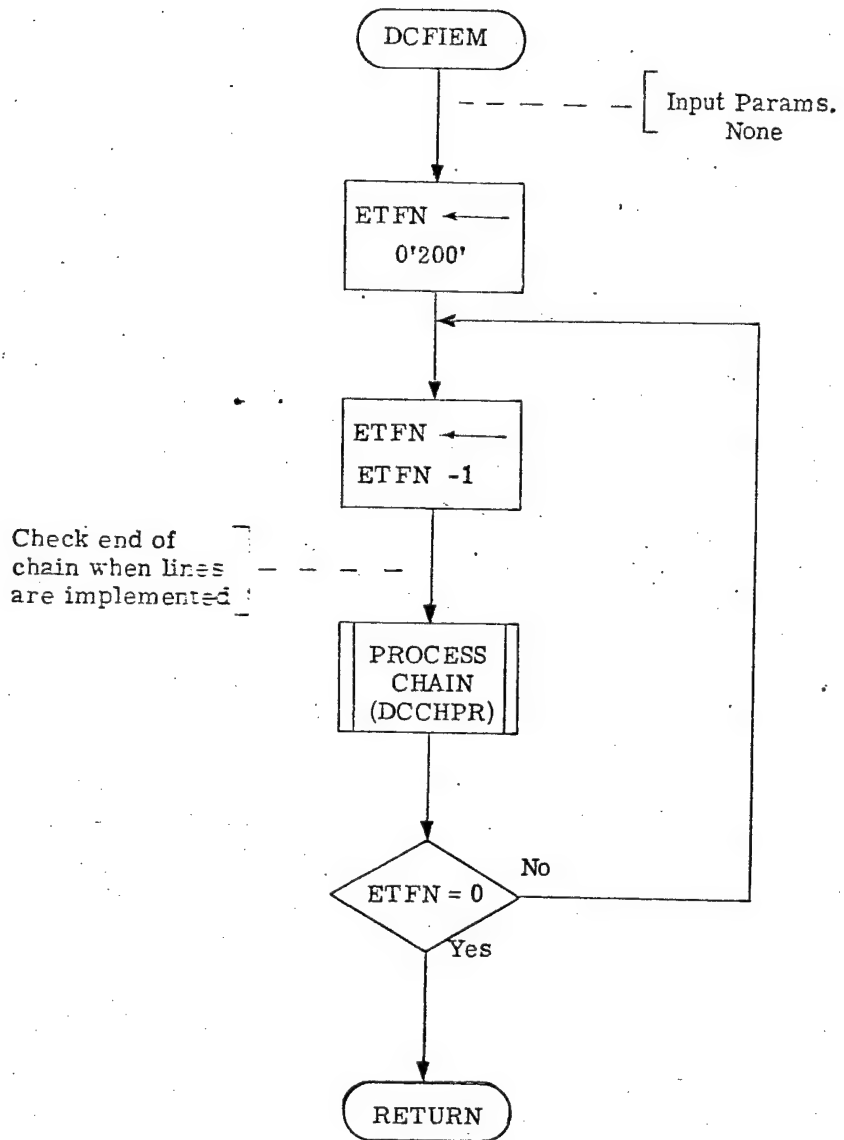 DCFIEM
Input Params.
None
ETFN ←
0'200'
ETFN ←
ETFN -1
Check end of
chain when lines
are implemented
PROCESS
CHAIN
(DCCHPR)
ETFN = 0
No
Yes
RETURN